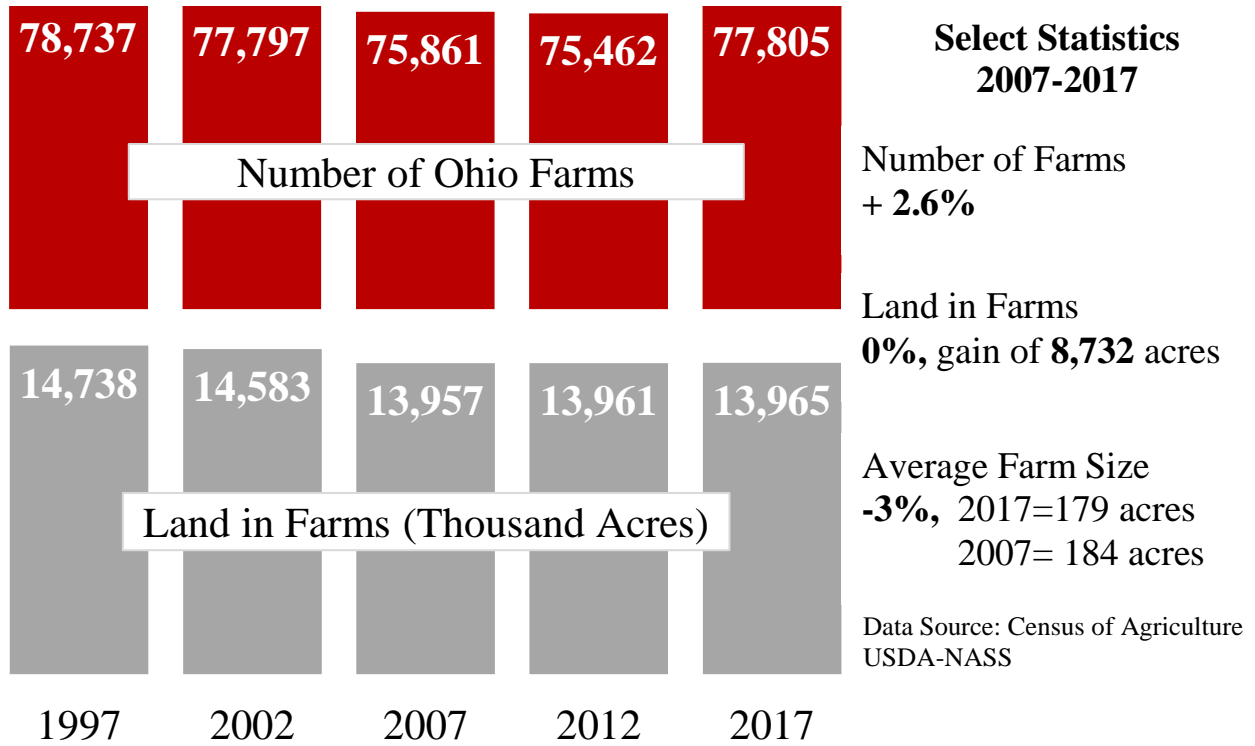 78,737 77,797 75,861 75,462 77,805
Number of Ohio Farms
14,738 14,583 13,957 13,961 13,965
Land in Farms (Thousand Acres)
1997 2002 2007 2012 2017
Select Statistics
2007-2017
Number of Farms
+ 2.6%
Land in Farms
0%, gain of 8,732 acres
Average Farm Size
-3%, 2017=179 acres
2007= 184 acres
Data Source: Census of Agriculture
USDA-NASS